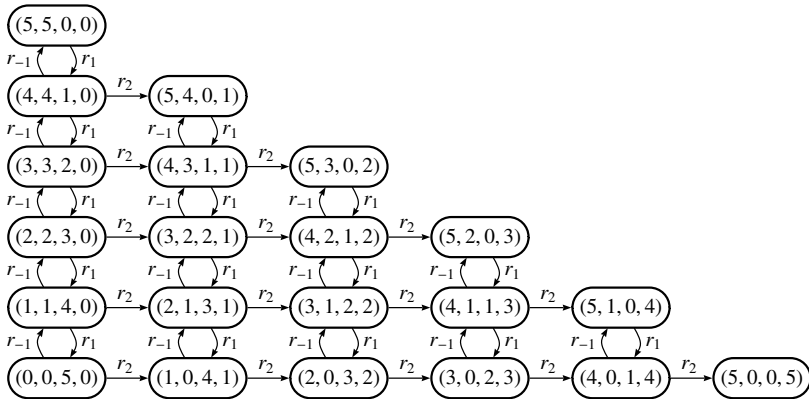 (5, 5, 0, 0)
r₋₁ r₁
(4, 4, 1, 0) r₂ (5, 4, 0, 1)
r₋₁ r₁ r₋₁ r₁
(3, 3, 2, 0) r₂ (4, 3, 1, 1) r₂ (5, 3, 0, 2)
r₋₁ r₁ r₋₁ r₁ r₋₁ r₁
(2, 2, 3, 0) r₂ (3, 2, 2, 1) r₂ (4, 2, 1, 2) r₂ (5, 2, 0, 3)
r₋₁ r₁ r₋₁ r₁ r₋₁ r₁ r₋₁ r₁
(1, 1, 4, 0) r₂ (2, 1, 3, 1) r₂ (3, 1, 2, 2) r₂ (4, 1, 1, 3) r₂ (5, 1, 0, 4)
r₋₁ r₁ r₋₁ r₁ r₋₁ r₁ r₋₁ r₁ r₋₁ r₁
(0, 0, 5, 0) r₂ (1, 0, 4, 1) r₂ (2, 0, 3, 2) r₂ (3, 0, 2, 3) r₂ (4, 0, 1, 4) r₂ (5, 0, 0, 5)